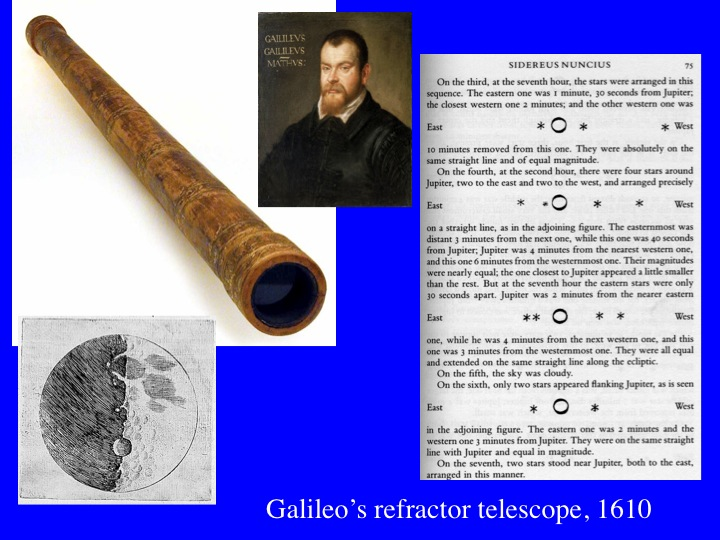 GALILEVS
GALILEVS
MATHVS:
SIDEREUS NUNCIUS 75
On the third, at the seventh hour, the stars were arranged in this
sequence. The eastern one was 1 minute, 30 seconds from Jupiter;
the closest western one 2 minutes; and the other western one was
East * O * * West
10 minutes removed from this one. They were absolutely on the
same straight line and of equal magnitude.
On the fourth, at the second hour, there were four stars around
Jupiter, two to the east and two to the west, and arranged precisely
East * * O * * West
on a straight line, as in the adjoining figure. The easternmost was
distant 3 minutes from the next one, while this one was 40 seconds
from Jupiter; Jupiter was 4 minutes from the nearest western one,
and this one 6 minutes from the westernmost one. Their magnitudes
were nearly equal; the one closest to Jupiter appeared a little smaller
than the rest. But at the seventh hour the eastern stars were only
30 seconds apart. Jupiter was 2 minutes from the nearer eastern
East ** O * * West
one, while he was 4 minutes from the next western one, and this
one was 3 minutes from the westernmost one. They were all equal
and extended on the same straight line along the ecliptic.
On the fifth, the sky was cloudy.
On the sixth, only two stars appeared flanking Jupiter, as is seen
East * O * West
in the adjoining figure. The eastern one was 2 minutes and the
western one 3 minutes from Jupiter. They were on the same straight
line with Jupiter and equal in magnitude.
On the seventh, two stars stood near Jupiter, both to the east,
arranged in this manner.
Galileo’s refractor telescope, 1610